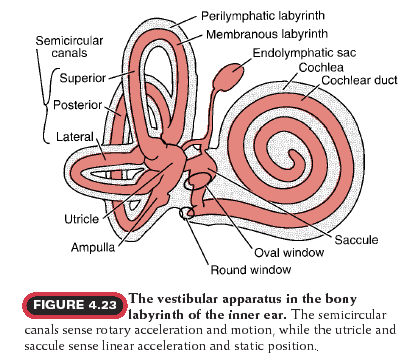 Perilymphatic labyrinth
Membranous labyrinth
Endolymphatic sac
Cochlea
Cochlear duct
Semicircular
canals
Superior
Posterior
Lateral
Utricle
Ampulla
Saccule
Oval window
Round window
FIGURE 4.23 The vestibular apparatus in the bony
labyrinth of the inner ear. The semicircular
canals sense rotary acceleration and motion, while the utricle and
saccule sense linear acceleration and static position.